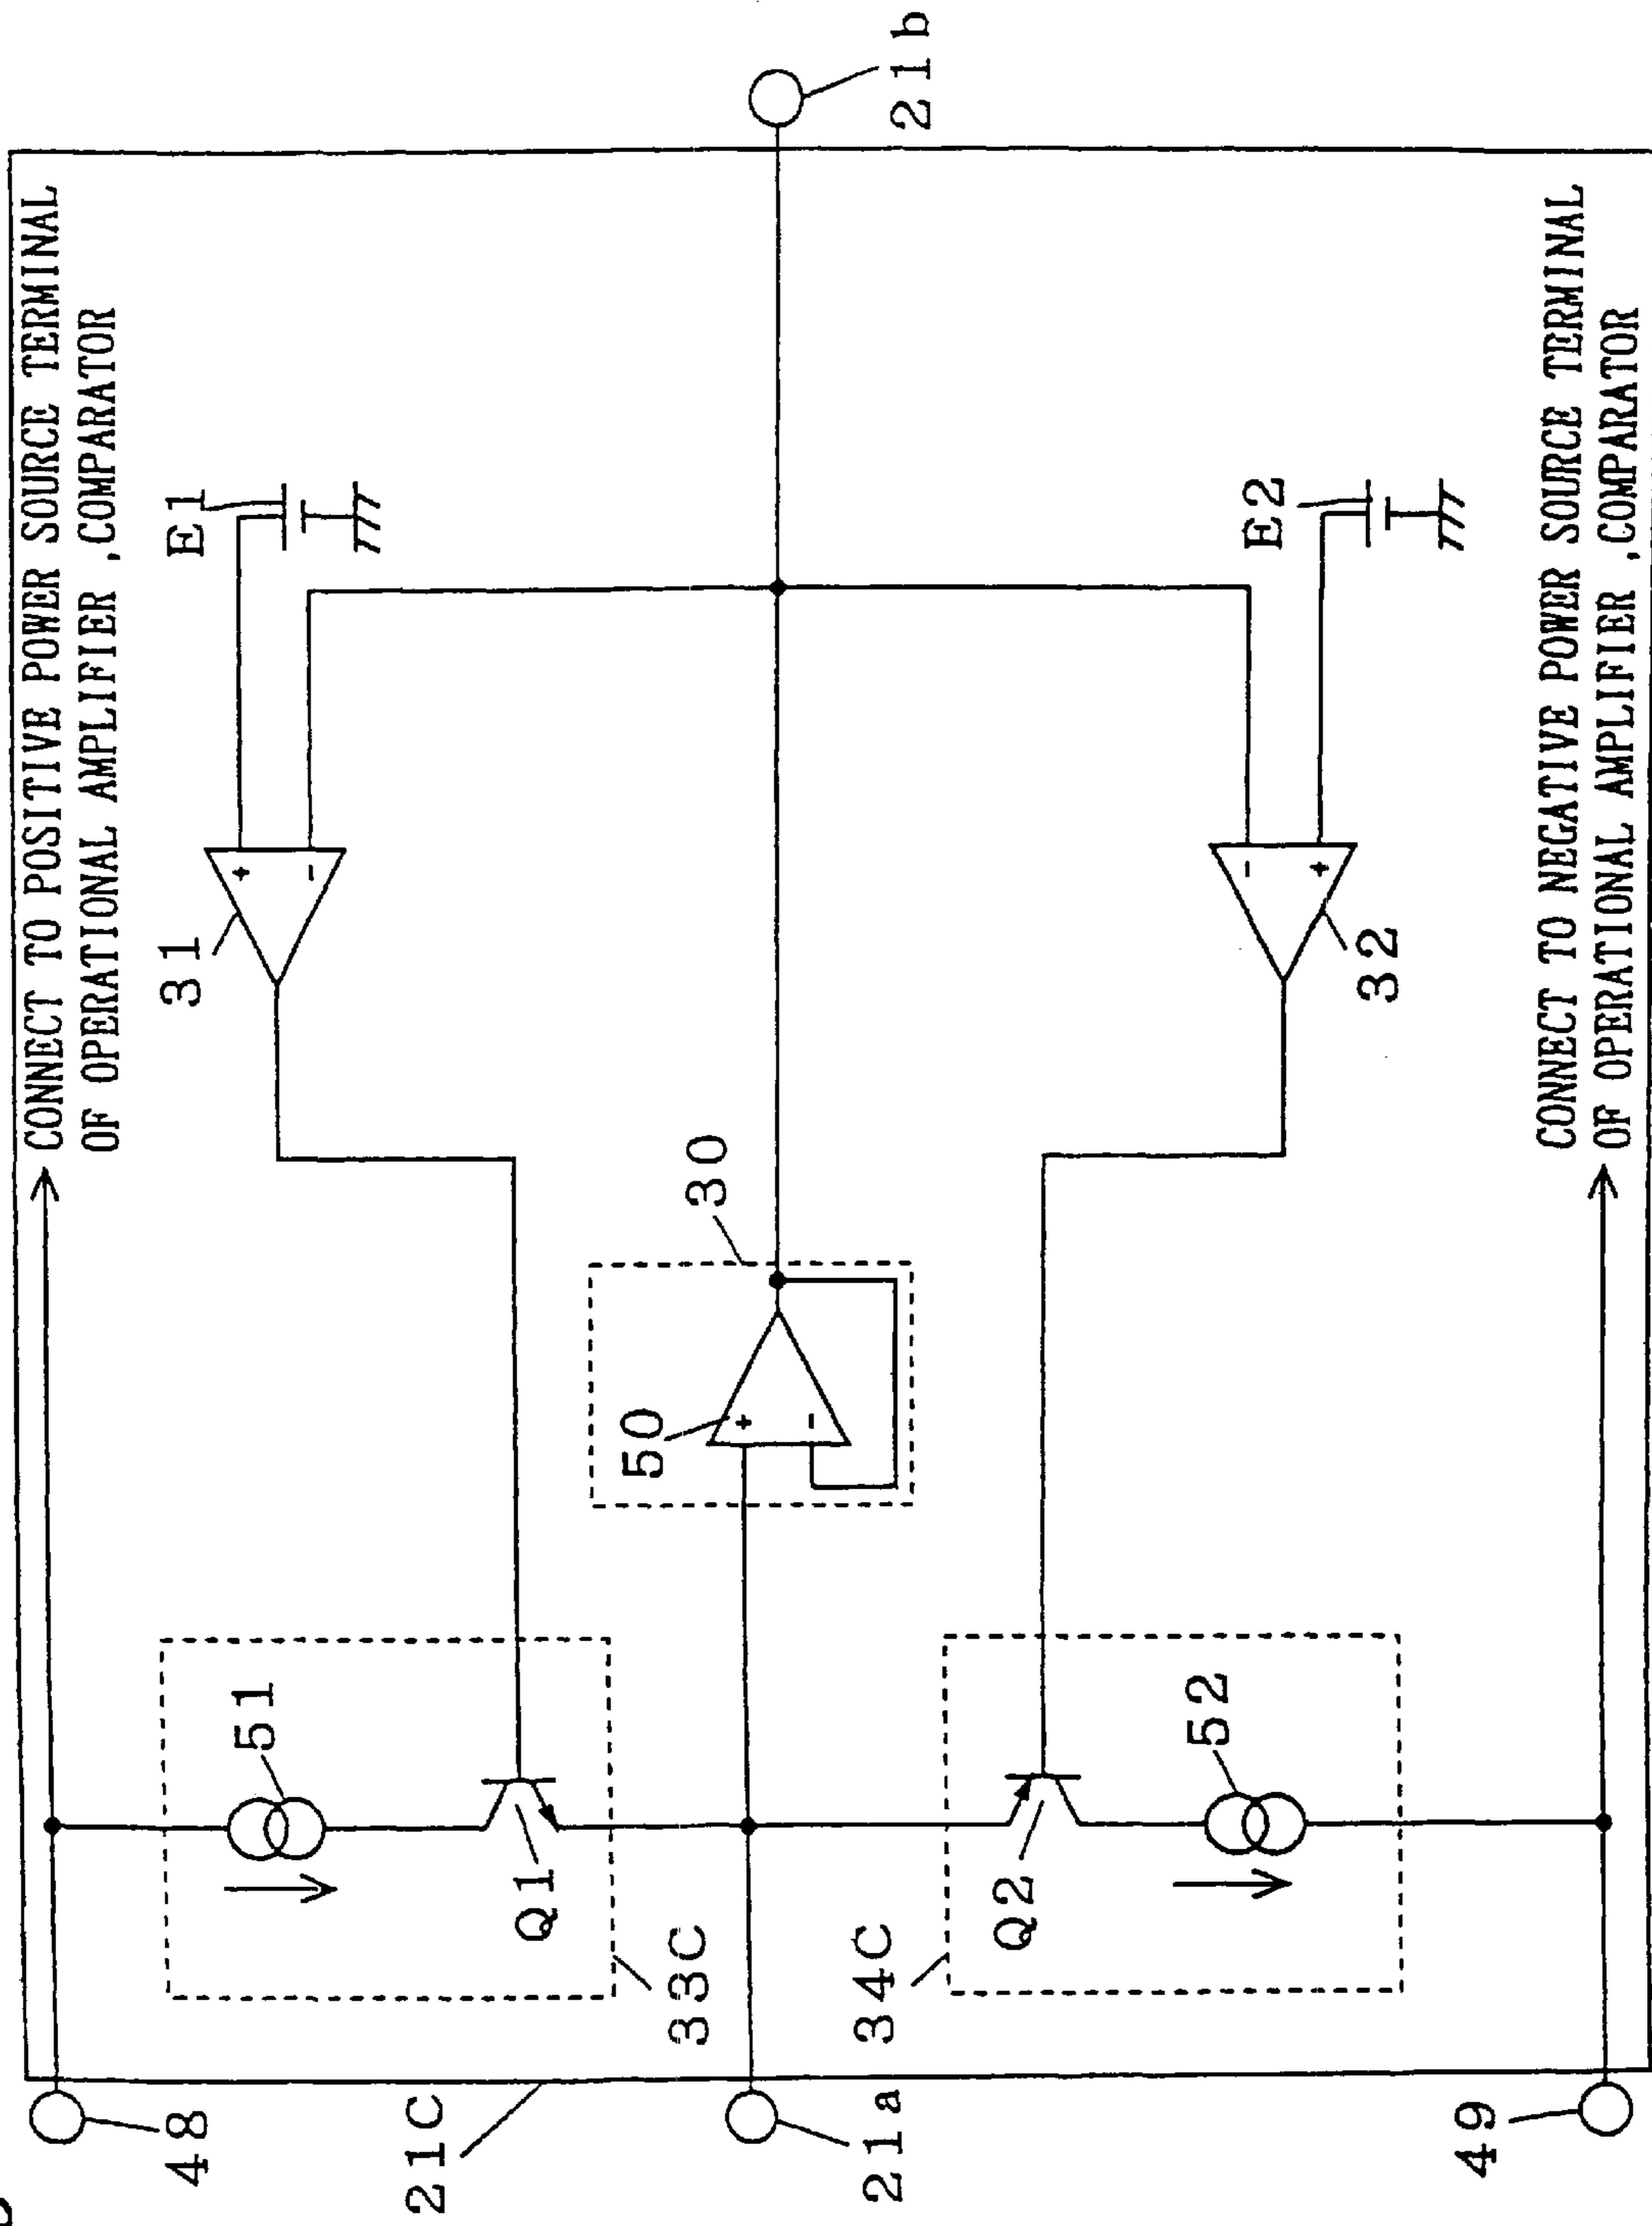 48
CONNECT TO POSITIVE POWER SOURCE TERMINAL
OF OPERATIONAL AMPLIFIER ,COMPARATOR
21C
33C
51
Q1
31
+
-
E1
21a
50
+
-
30
21b
34C
Q2
52
32
-
+
E2
49
CONNECT TO NEGATIVE POWER SOURCE TERMINAL
OF OPERATIONAL AMPLIFIER ,COMPARATOR